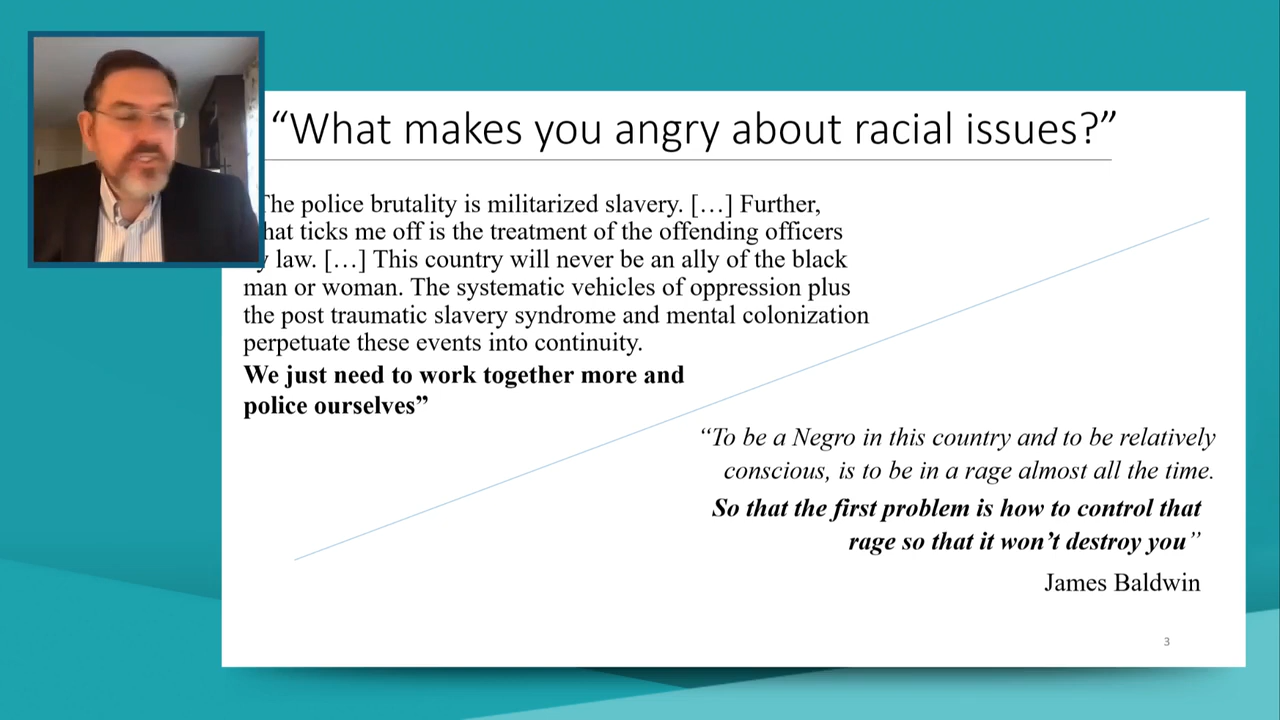 “What makes you angry about racial issues?”
The police brutality is militarized slavery. […] Further,
ticks me off is the treatment of the offending officers
law. […] This country will never be an ally of the black
man or woman. The systematic vehicles of oppression plus
the post traumatic slavery syndrome and mental colonization
perpetuate these events into continuity.
We just need to work together more and
police ourselves”
“To be a Negro in this country and to be relatively
conscious, is to be in a rage almost all the time.
So that the first problem is how to control that
rage so that it won’t destroy you”
James Baldwin
3